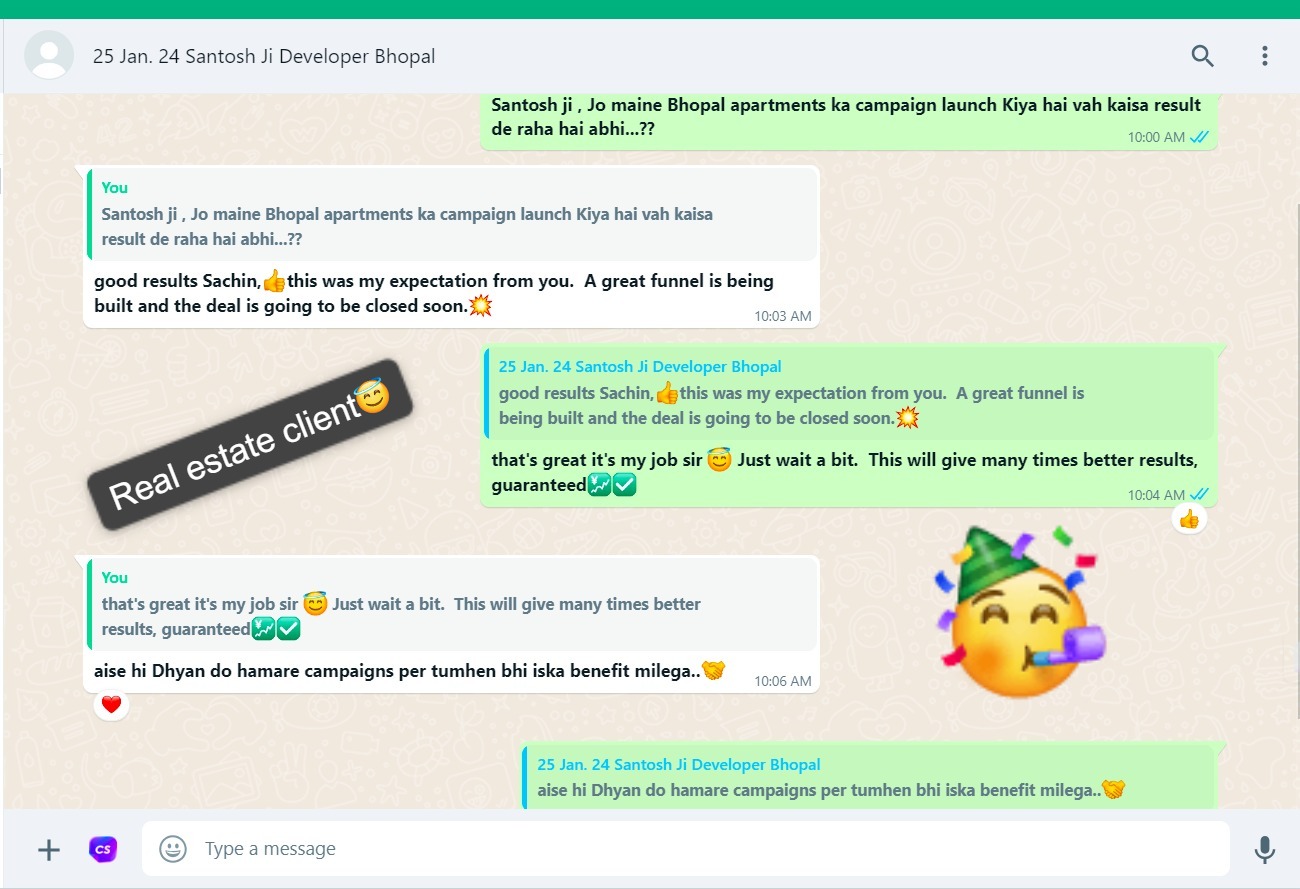 25 Jan. 24 Santosh Ji Developer Bhopal
Santosh ji , Jo maine Bhopal apartments ka campaign launch Kiya hai vah kaisa result
de raha hai abhi...??
10:00 AM
You
Santosh ji , Jo maine Bhopal apartments ka campaign launch Kiya hai vah kaisa
result de raha hai abhi...??
good results Sachin,👍this was my expectation from you.  A great funnel is being
built and the deal is going to be closed soon.💥
10:03 AM
Real estate client😇
25 Jan. 24 Santosh Ji Developer Bhopal
good results Sachin,👍this was my expectation from you.  A great funnel is
being built and the deal is going to be closed soon.💥
that's great it's my job sir 😇 Just wait a bit.  This will give many times better results,
guaranteed💹✅
10:04 AM
You
that's great it's my job sir 😇 Just wait a bit.  This will give many times better
results, guaranteed💹✅
aise hi Dhyan do hamare campaigns per tumhen bhi iska benefit milega..🤝
10:06 AM
25 Jan. 24 Santosh Ji Developer Bhopal
aise hi Dhyan do hamare campaigns per tumhen bhi iska benefit milega..🤝
CS
Type a message